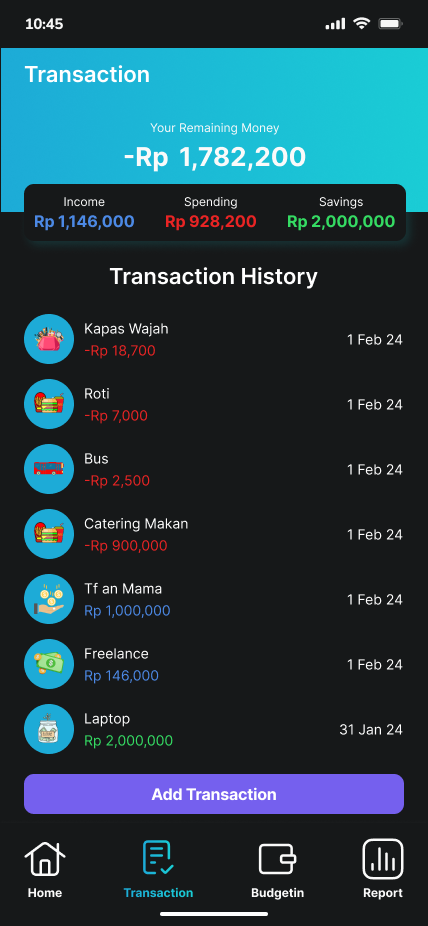 10:45
Transaction
Your Remaining Money
-Rp 1,782,200
Income Spending Savings
Rp 1,146,000 Rp 928,200 Rp 2,000,000
Transaction History
Kapas Wajah
-Rp 18,700
1 Feb 24
Roti
-Rp 7,000
1 Feb 24
Bus
-Rp 2,500
1 Feb 24
Catering Makan
-Rp 900,000
1 Feb 24
Tf an Mama
Rp 1,000,000
1 Feb 24
Freelance
Rp 146,000
1 Feb 24
Laptop
Rp 2,000,000
31 Jan 24
Add Transaction
Home Transaction Budgetin Report